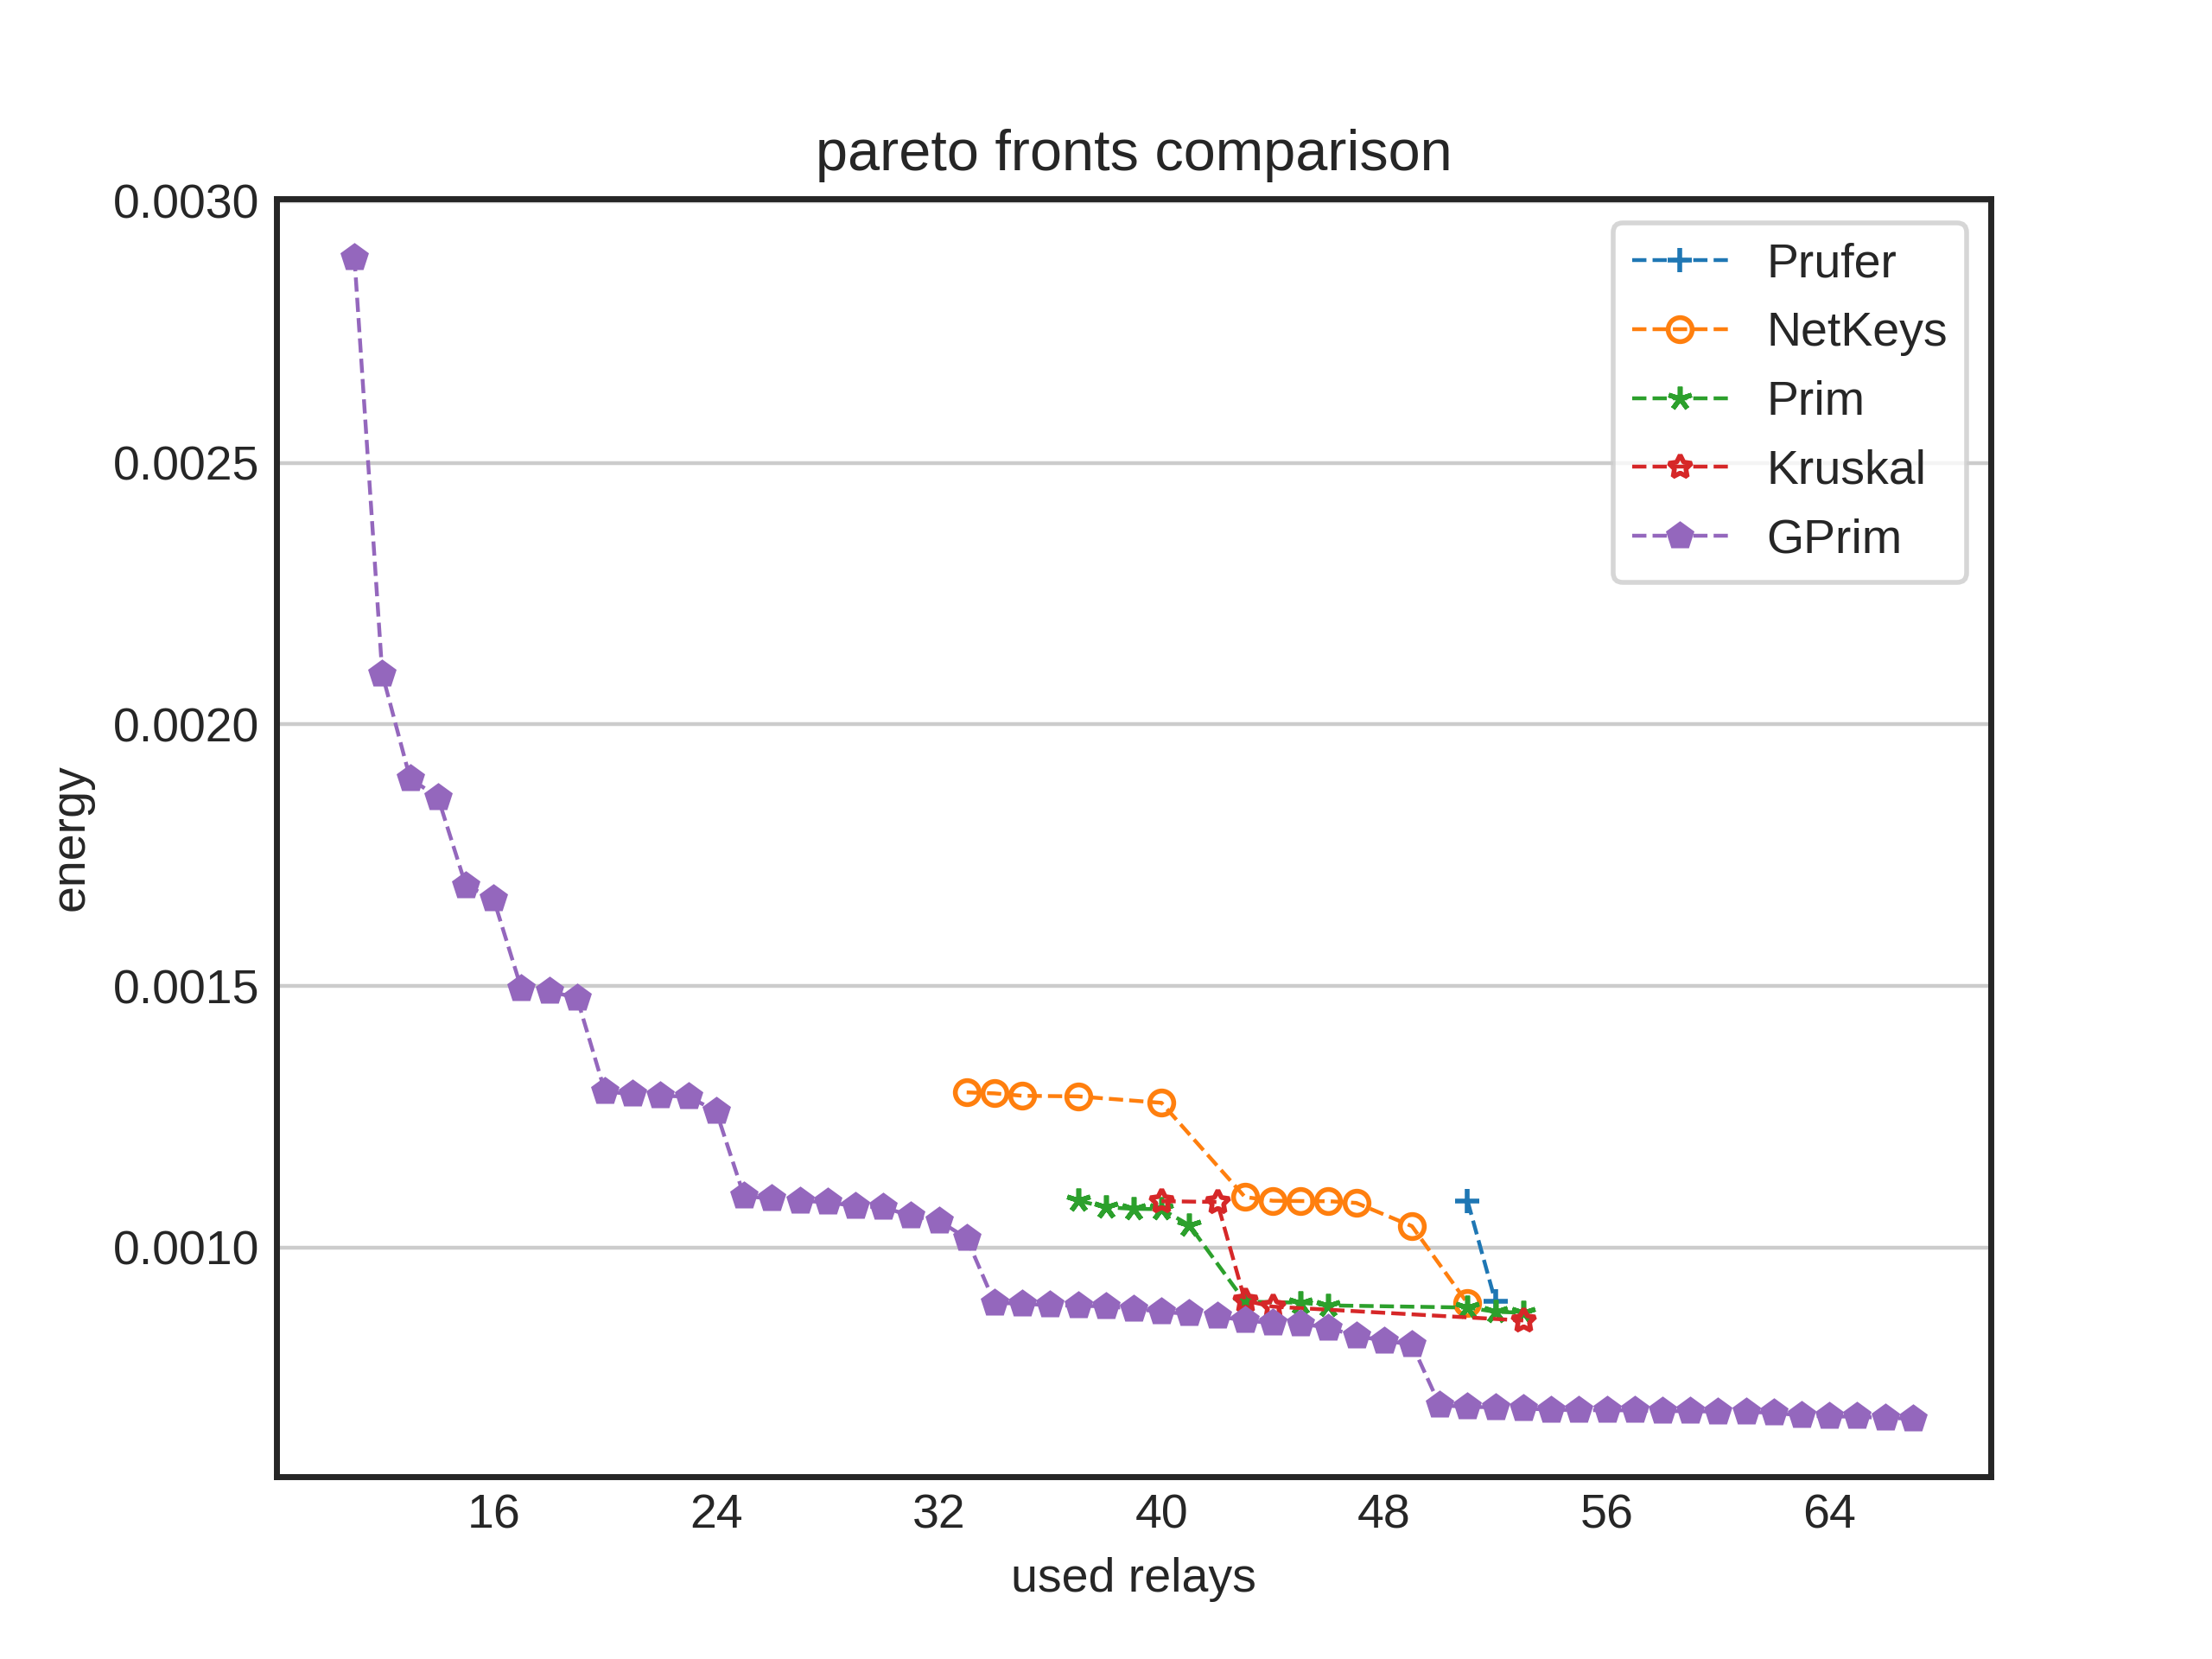 pareto fronts comparison
0.0030
0.0025
0.0020
0.0015
0.0010
energy
Prufer
NetKeys
Prim
Kruskal
GPrim
16 24 32 40 48 56 64
used relays